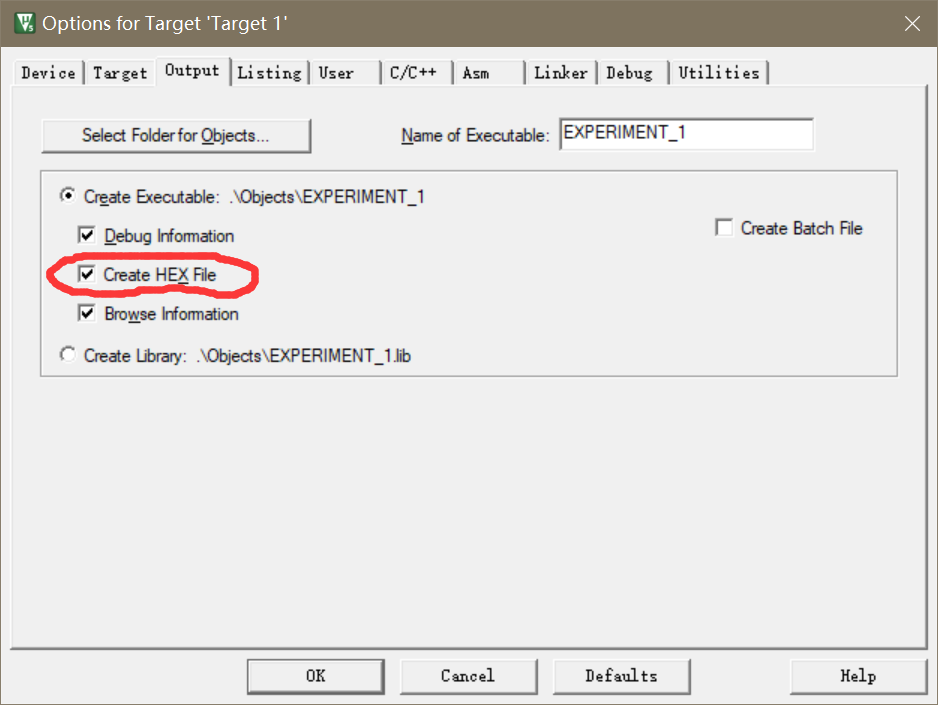 Options for Target 'Target 1'
Device Target Output Listing User C/C++ Asm Linker Debug Utilities
Select Folder for Objects... Name of Executable: EXPERIMENT_1
Create Executable: .\Objects\EXPERIMENT_1
Debug Information Create Batch File
Create HEX File
Browse Information
Create Library: .\Objects\EXPERIMENT_1.lib
OK Cancel Defaults Help